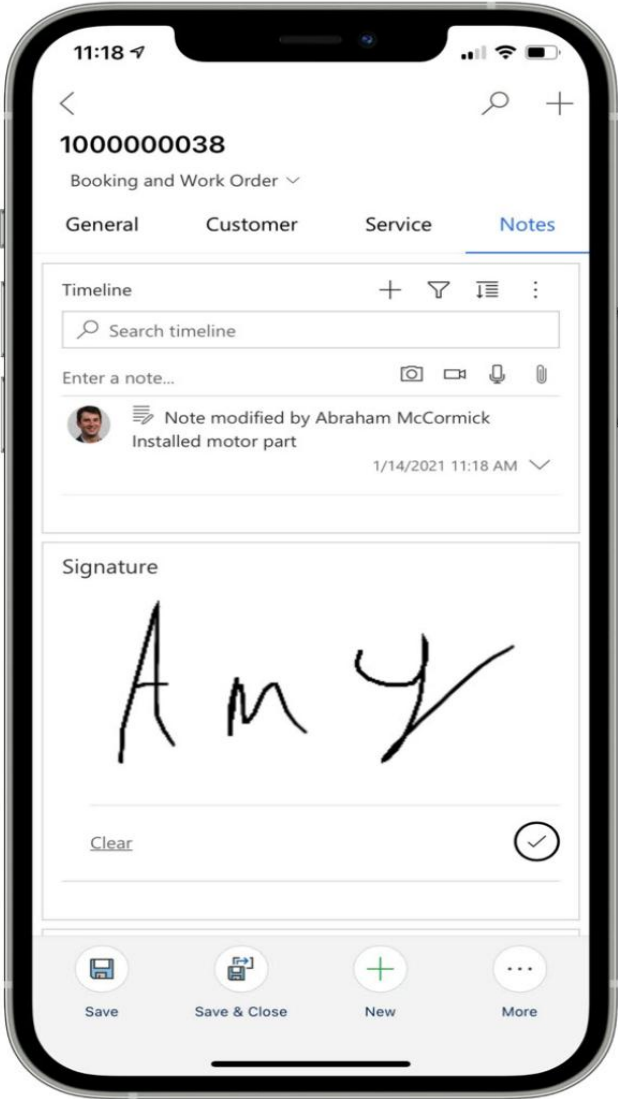 11:18
1000000038
Booking and Work Order
General Customer Service Notes
Timeline
Search timeline
Enter a note...
Note modified by Abraham McCormick
Installed motor part
1/14/2021 11:18 AM
Signature
Amy
Clear
Save Save & Close New More